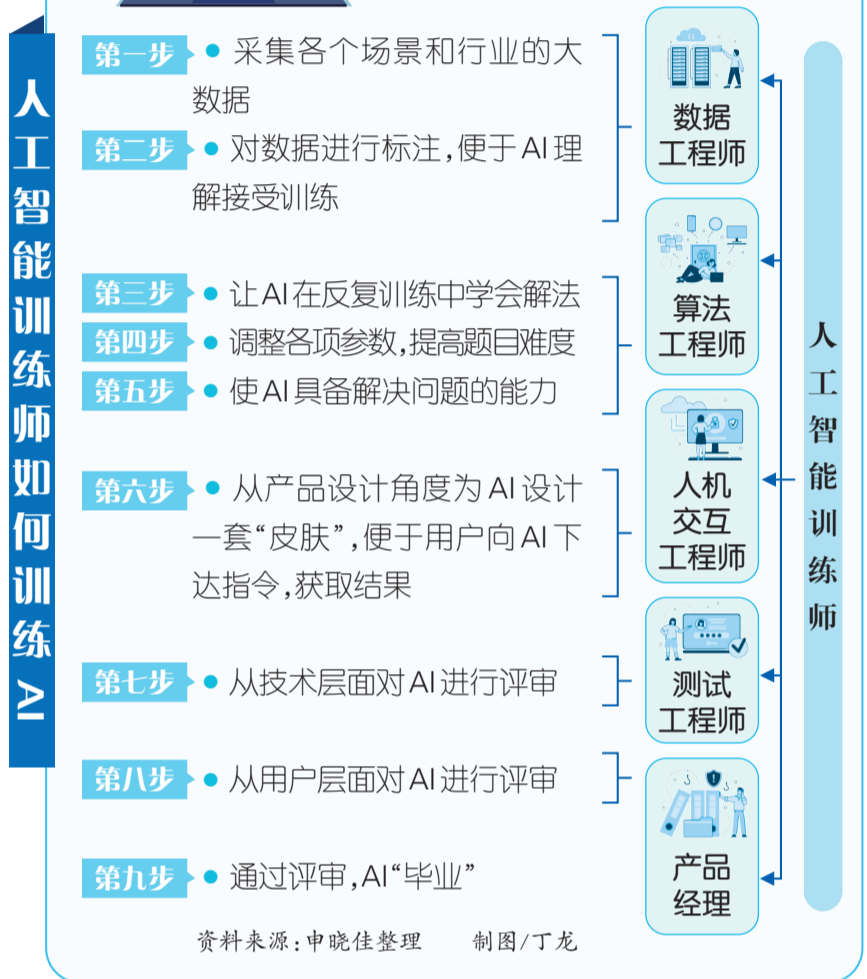 人工智能训练师如何训练AI
第一步 ● 采集各个场景和行业的大
数据
第二步 ● 对数据进行标注,便于AI理
解接受训练
数据
工程师
第三步 ● 让AI在反复训练中学会解法
第四步 ● 调整各项参数,提高题目难度
第五步 ● 使AI具备解决问题的能力
算法
工程师
第六步 ● 从产品设计角度为AI设计
一套“皮肤”,便于用户向AI下
达指令,获取结果
人机
交互
工程师
第七步 ● 从技术层面对AI进行评审
测试
工程师
第八步 ● 从用户层面对AI进行评审
产品
经理
第九步 ● 通过评审,AI“毕业”
人工智能训练师
资料来源:申晓佳整理 制图/丁龙